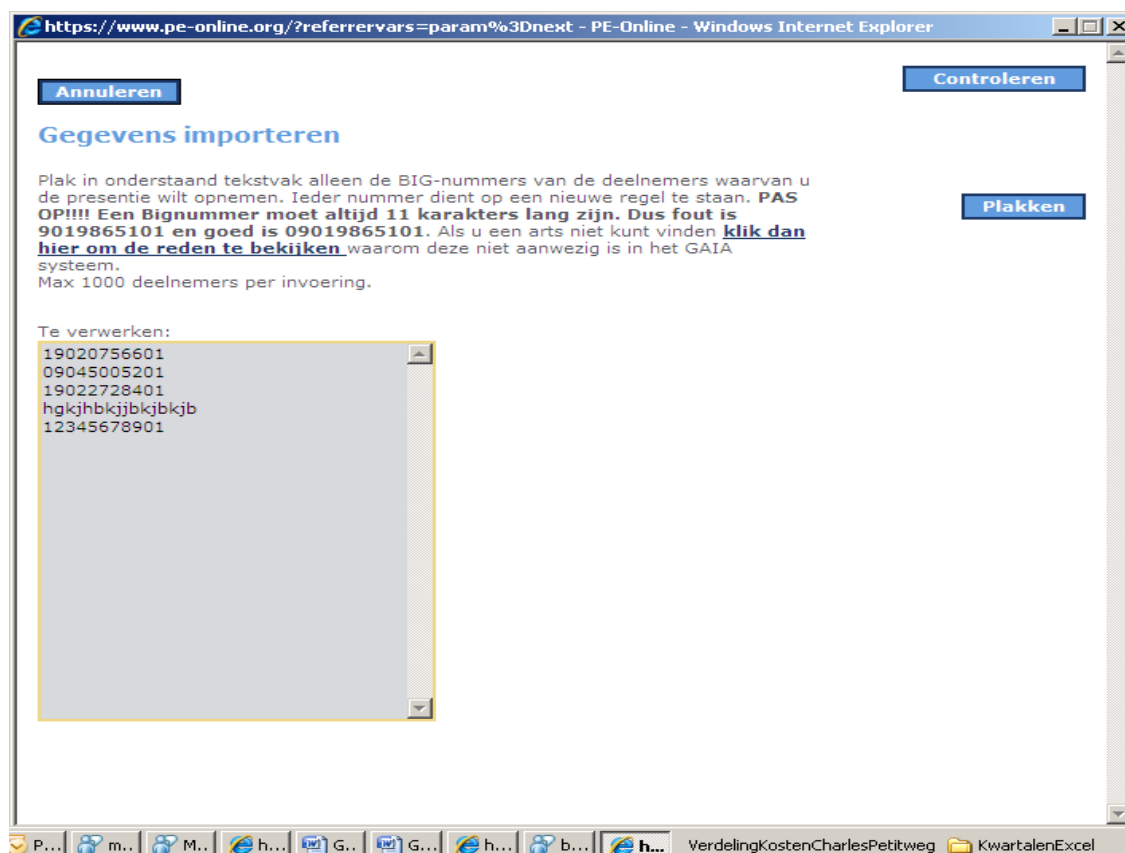 https://www.pe-online.org/?referrervars=param%3Dnext - PE-Online - Windows Internet Explorer
Annuleren
Controleren
Gegevens importeren
Plak in onderstaand tekstvak alleen de BIG-nummers van de deelnemers waarvan u
de presentie wilt opnemen. Ieder nummer dient op een nieuwe regel te staan. PAS
OP!!!! Een Bignummer moet altijd 11 karakters lang zijn. Dus fout is
9019865101 en goed is 09019865101. Als u een arts niet kunt vinden klik dan
hier om de reden te bekijken waarom deze niet aanwezig is in het GAIA
systeem.
Max 1000 deelnemers per invoering.
Plakken
Te verwerken:
19020756601
09045005201
19022728401
hgkjhbkjjbkjbkjb
12345678901
P... m.. M.. h... G.. G... h... b... h... VerdelingKostenCharlesPetitweg KwartalenExcel